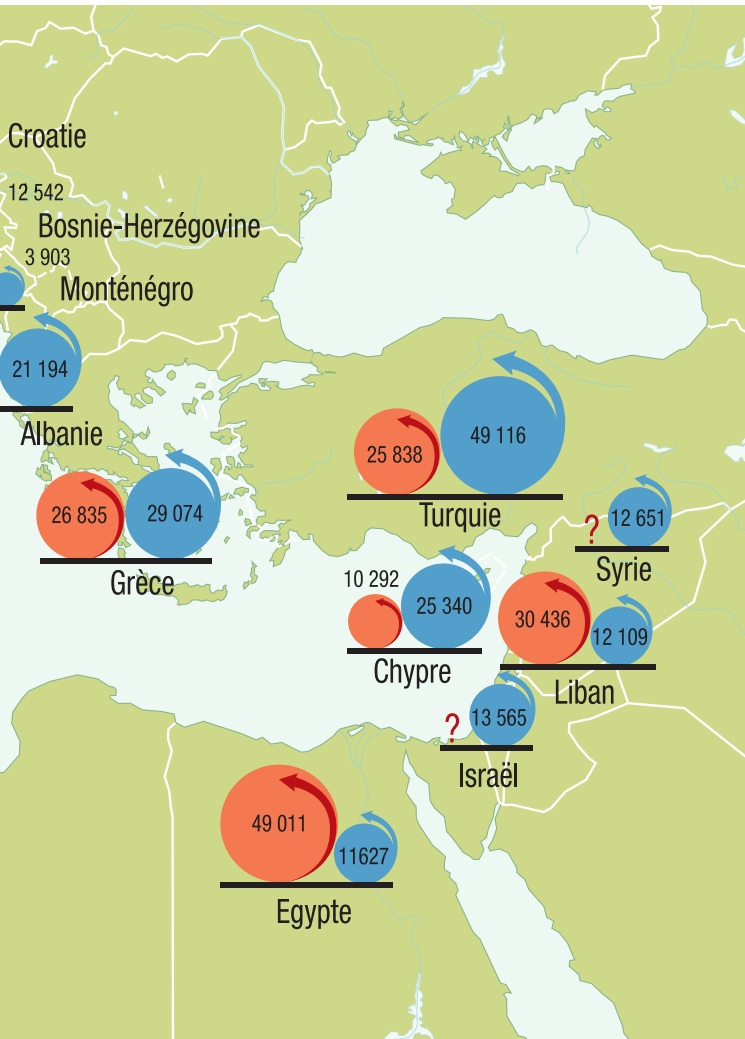 Croatie
12 542
Bosnie-Herzégovine
3 903
Monténégro
21 194
Albanie
26 835
29 074
Grèce
25 838
49 116
Turquie
?
12 651
Syrie
10 292
25 340
Chypre
30 436
12 109
Liban
?
13 565
Israël
49 011
11627
Egypte